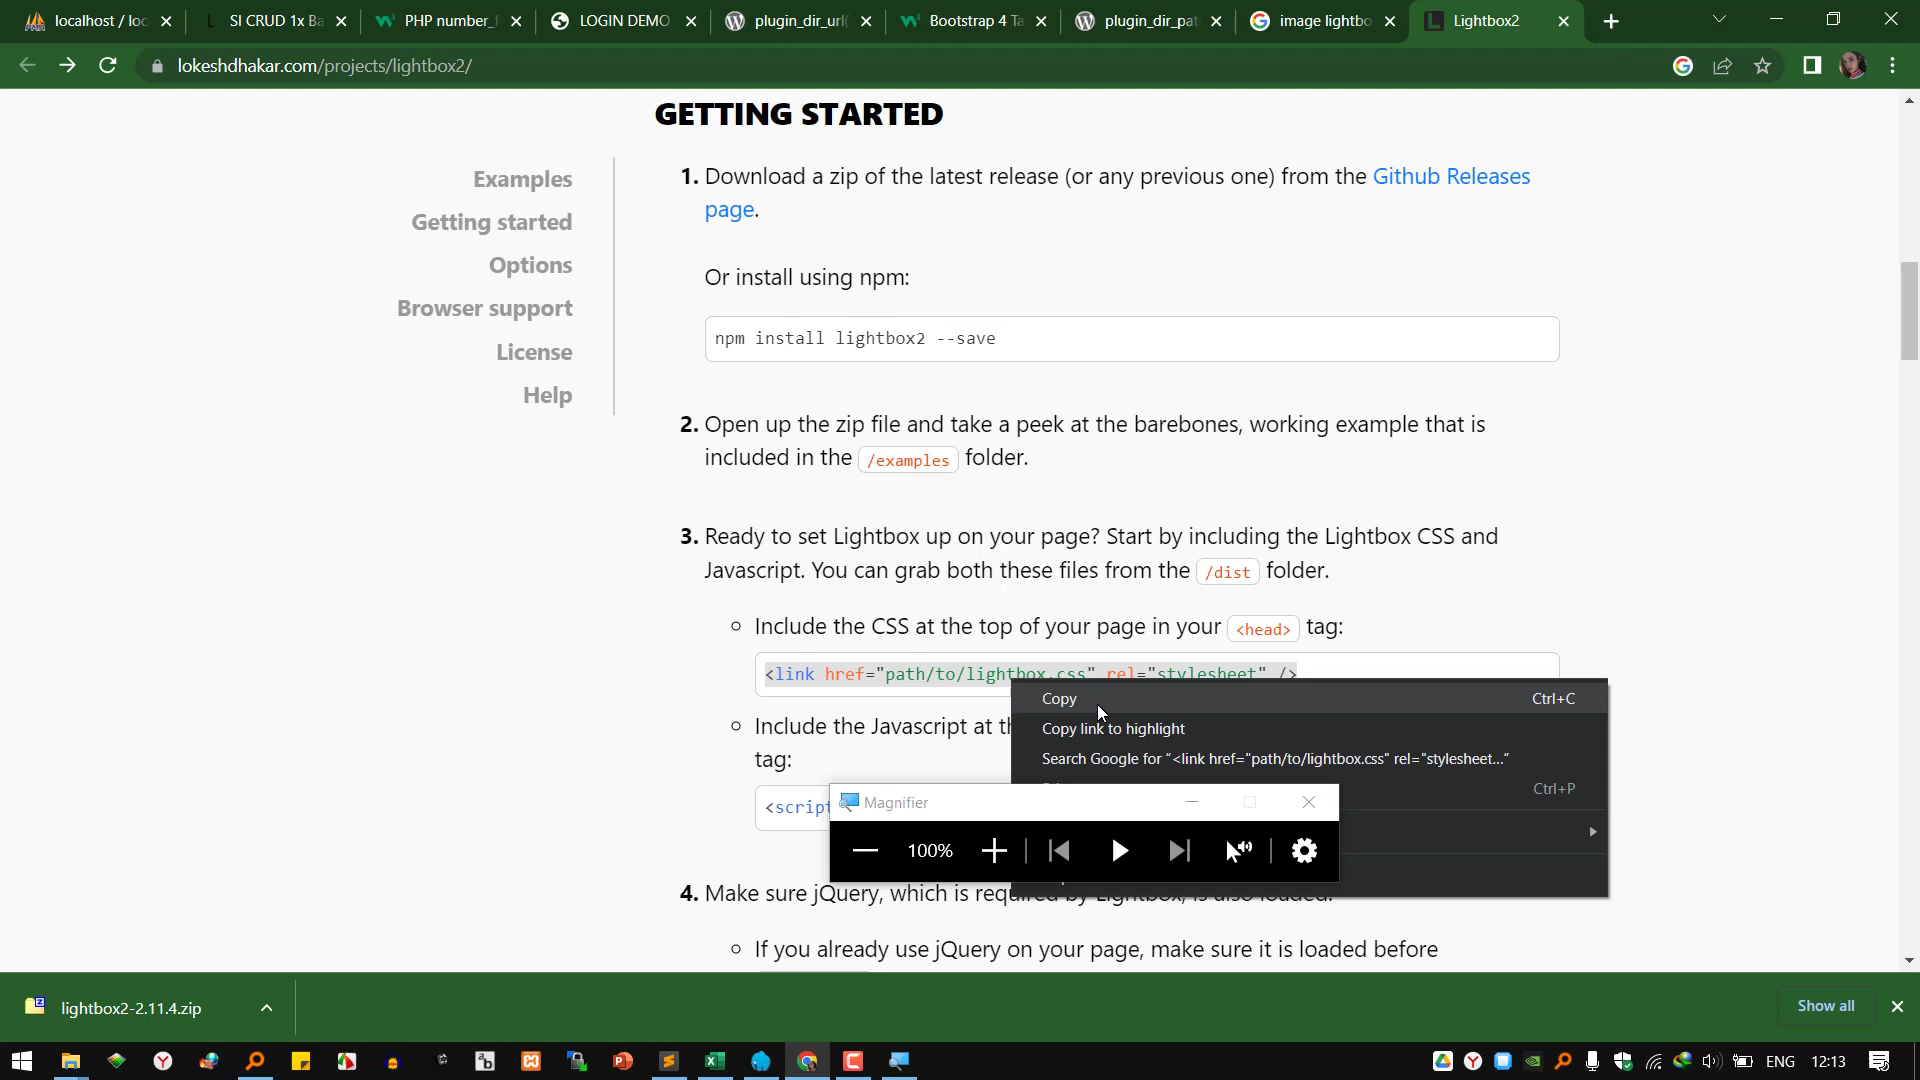 localhost / loc
SI CRUD 1x Ba
PHP number_f
LOGIN DEMO
plugin_dir_url(
Bootstrap 4 Ta
plugin_dir_pat
image lightbo
Lightbox2
lokeshdhakar.com/projects/lightbox2/
GETTING STARTED
Examples
Getting started
Options
Browser support
License
Help
1. Download a zip of the latest release (or any previous one) from the Github Releases
page.
Or install using npm:
npm install lightbox2 --save
2. Open up the zip file and take a peek at the barebones, working example that is
included in the /examples folder.
3. Ready to set Lightbox up on your page? Start by including the Lightbox CSS and
Javascript. You can grab both these files from the /dist folder.
Include the CSS at the top of your page in your <head> tag:
<link href="path/to/lightbox.css" rel="stylesheet" />
Include the Javascript at th
tag:
<script
Copy Ctrl+C
Copy link to highlight
Search Google for “<link href="path/to/lightbox.css" rel="stylesheet...”
Ctrl+P
Magnifier
100%
4. Make sure jQuery, which is required by Lightbox, is also loaded.
If you already use jQuery on your page, make sure it is loaded before
lightbox2-2.11.4.zip
Show all
ENG
12:13